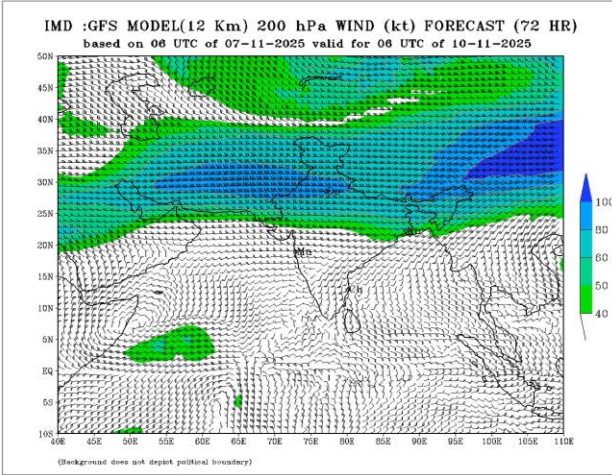 IMD :GFS MODEL(12 Km) 200 hPa WIND (kt) FORECAST (72 HR)
based on 06 UTC of 07-11-2025 valid for 06 UTC of 10-11-2025
50N
45N
40N
35N
30N
25N
20N
15N
10N
5N
EQ
5S
10S
40E 45E 50E 55E 60E 65E 70E 75E 80E 85E 90E 95E 100E 105E 110E
100
80
60
50
40
Mn
Ch
(Background does not depict political boundary)